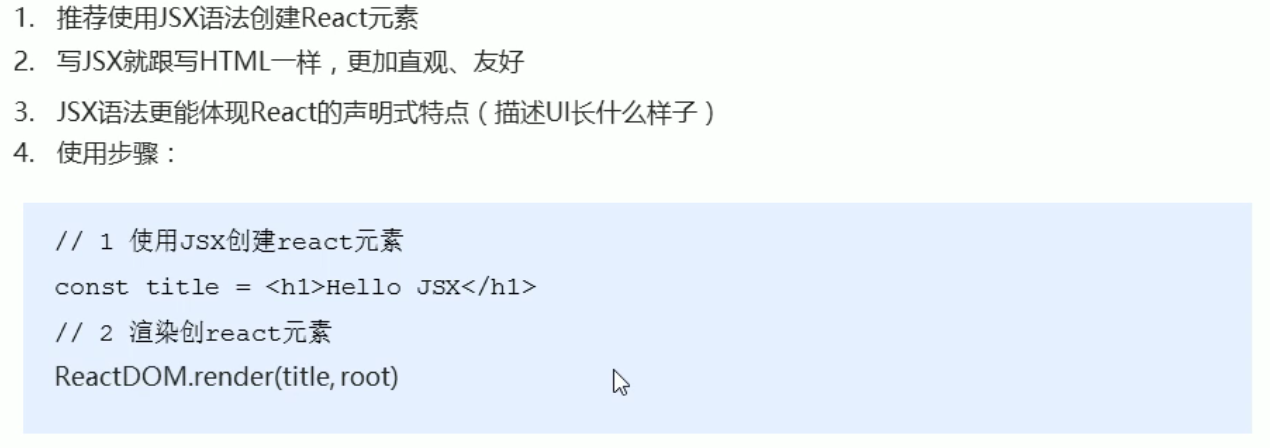 1. 推荐使用JSX语法创建React元素
2. 写JSX就跟写HTML一样，更加直观、友好
3. JSX语法更能体现React的声明式特点（描述UI长什么样子）
4. 使用步骤：
// 1 使用JSX创建react元素
const title = <h1>Hello JSX</h1>
// 2 渲染创react元素
ReactDOM.render(title, root)